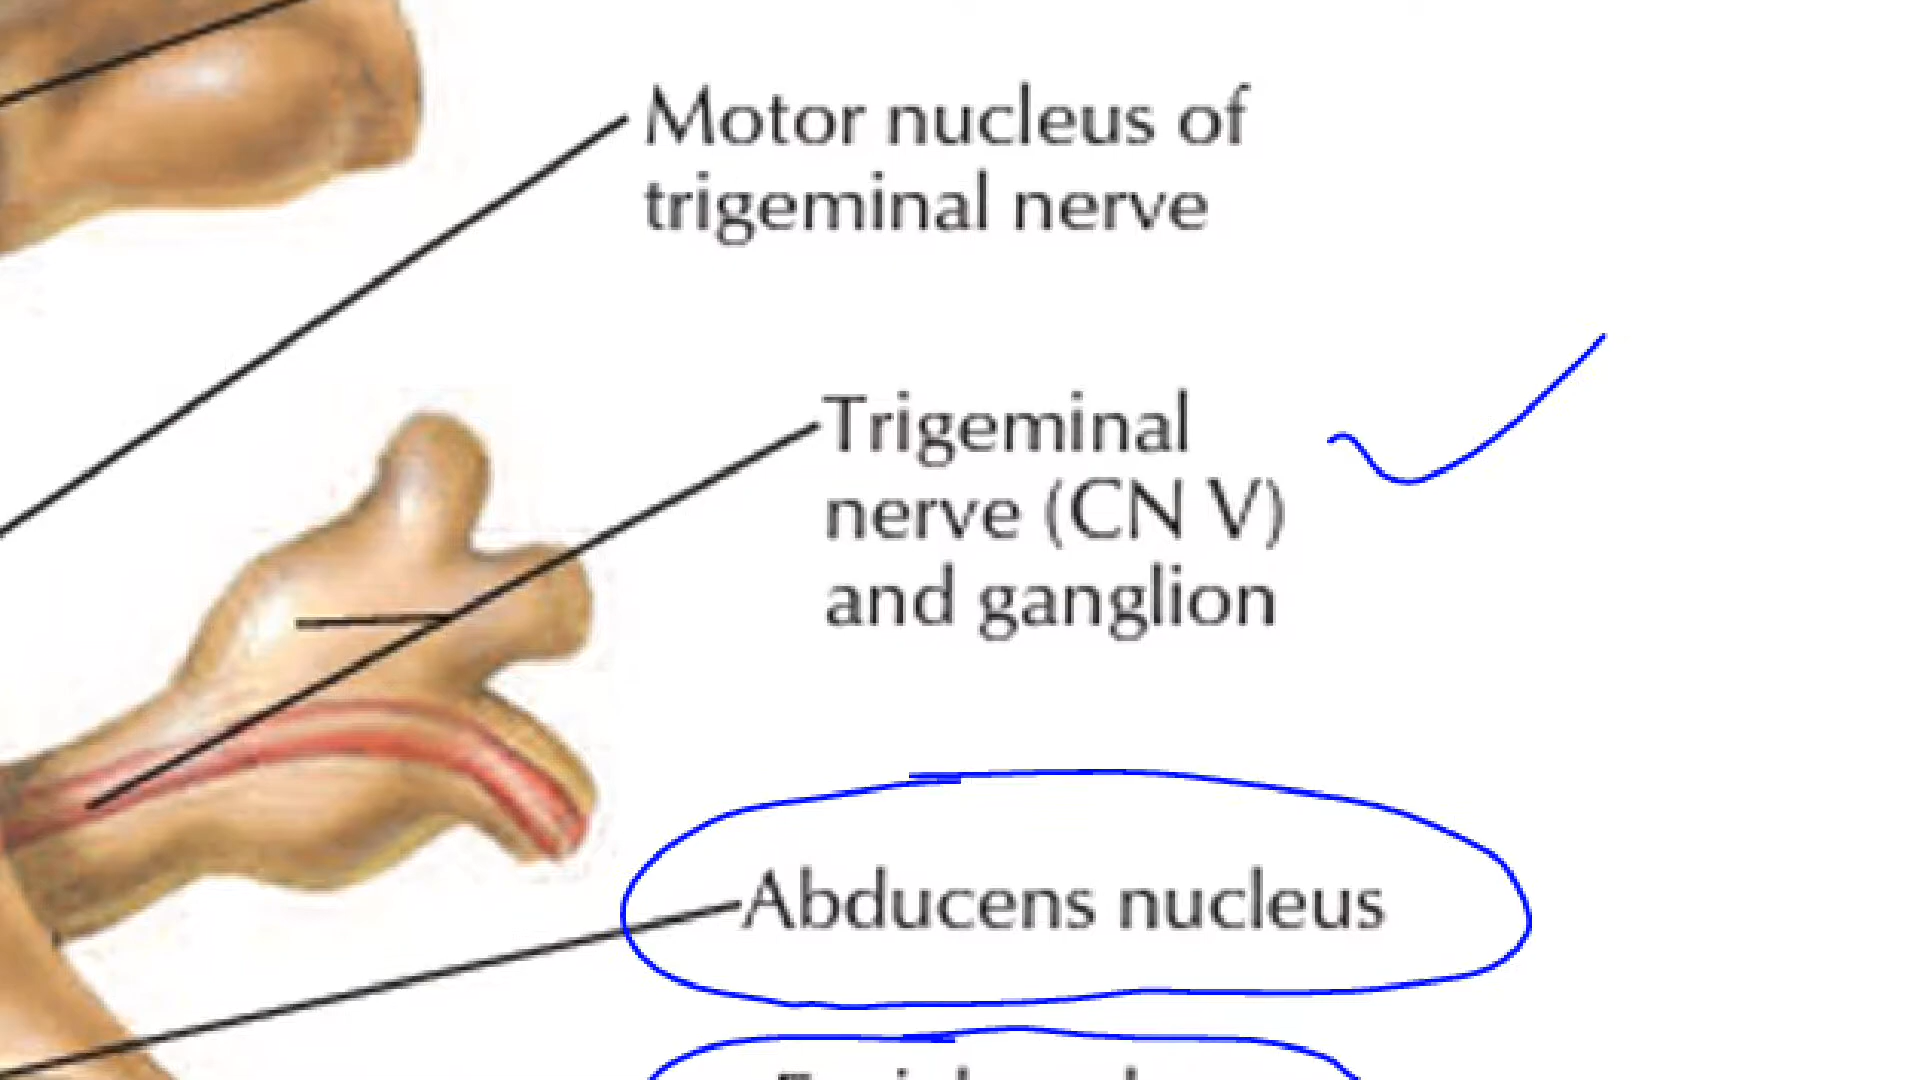 Motor nucleus of
trigeminal nerve
Trigeminal
nerve (CN V)
and ganglion
Abducens nucleus